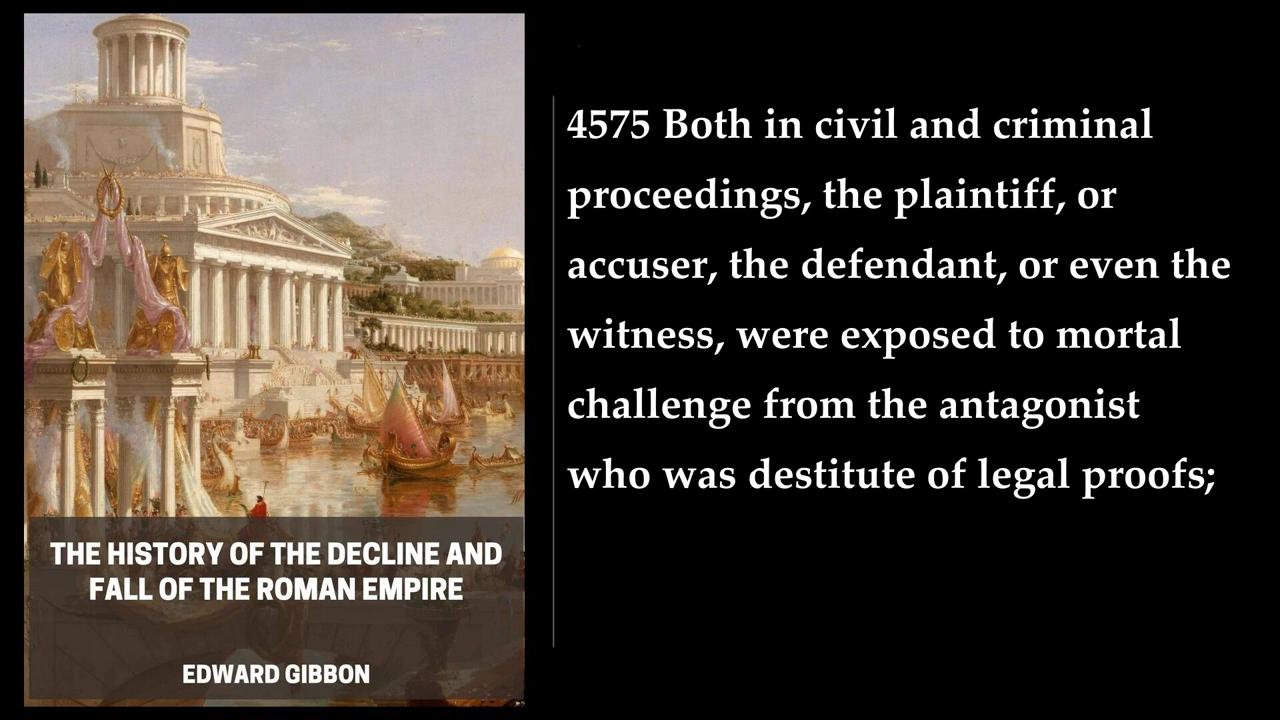 4575 Both in civil and criminal
proceedings, the plaintiff, or
accuser, the defendant, or even the
witness, were exposed to mortal
challenge from the antagonist
who was destitute of legal proofs;
THE HISTORY OF THE DECLINE AND
FALL OF THE ROMAN EMPIRE
EDWARD GIBBON